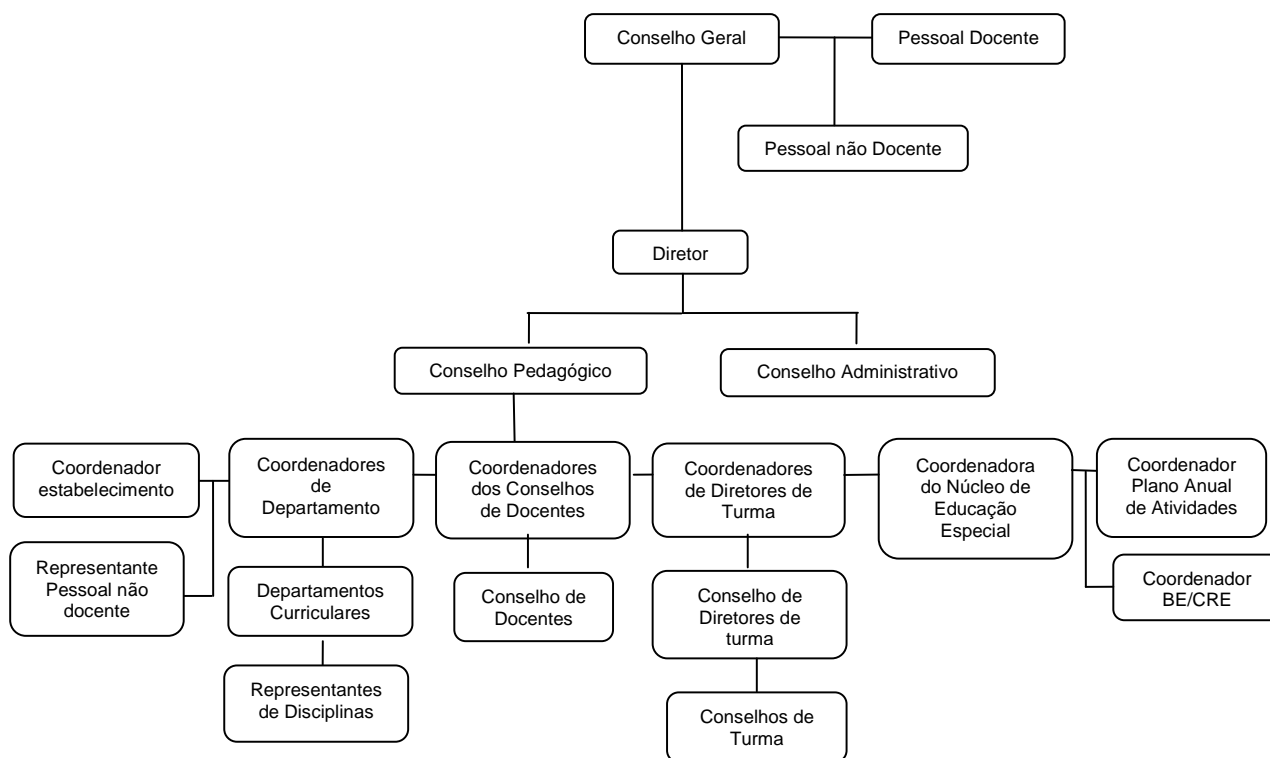 Conselho Geral
Pessoal Docente
Pessoal não Docente
Diretor
Conselho Pedagógico
Conselho Administrativo
Coordenador
estabelecimento
Coordenadores
de
Departamento
Coordenadores
dos Conselhos
de Docentes
Coordenadores
de Diretores de
Turma
Coordenadora
do Núcleo de
Educação
Especial
Coordenador
Plano Anual
de Atividades
Representante
Pessoal não
docente
Departamentos
Curriculares
Conselho de
Docentes
Conselho de
Diretores de
turma
Coordenador
BE/CRE
Representantes
de Disciplinas
Conselhos de
Turma